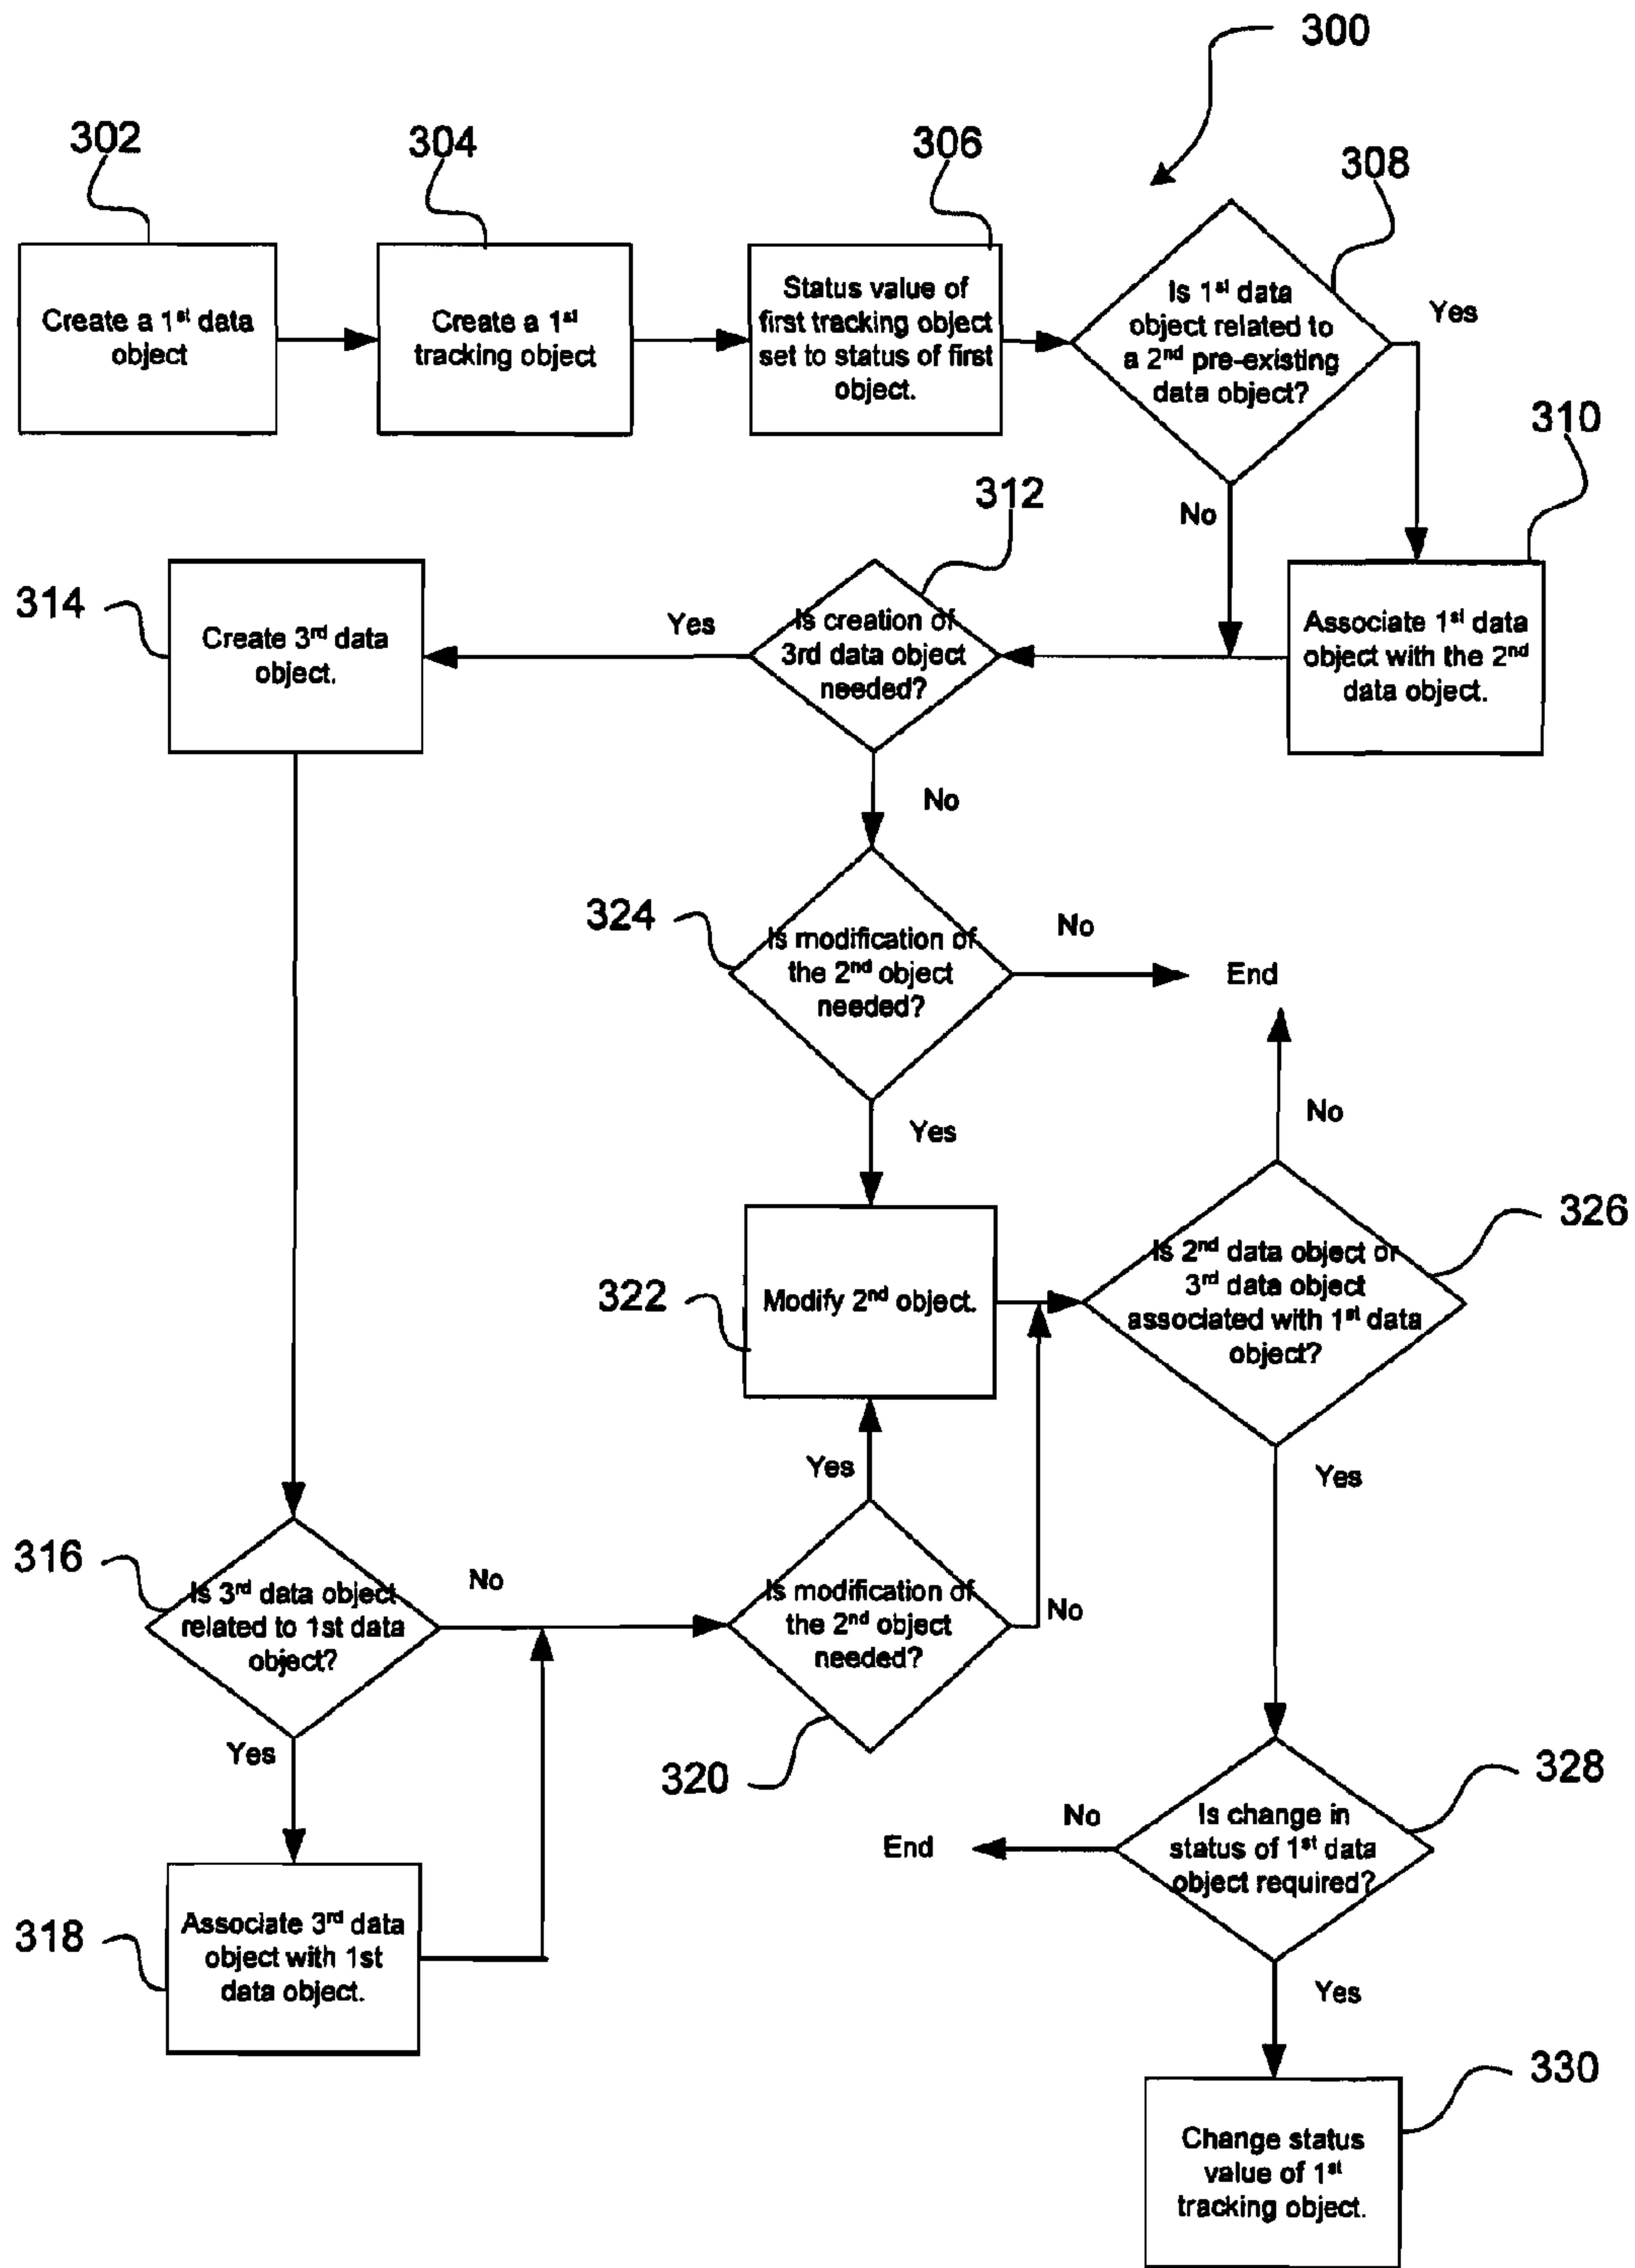 300
302
304
306
308
Create a 1st data
object
Create a 1st
tracking object
Status value of
first tracking object
set to status of first
object.
Is 1st data
object related to
a 2nd pre-existing
data object?
Yes
No
310
Associate 1st data
object with the 2nd
data object.
312
Is creation of
3rd data object
needed?
Yes
314
Create 3rd data
object.
No
324
Is modification of
the 2nd object
needed?
No
End
Yes
No
322
Modify 2nd object.
326
Is 2nd data object or
3rd data object
associated with 1st data
object?
Yes
316
Is 3rd data object
related to 1st data
object?
No
Yes
320
Is modification of
the 2nd object
needed?
Yes
No
318
Associate 3rd data
object with 1st
data object.
328
Is change in
status of 1st data
object required?
No
End
Yes
330
Change status
value of 1st
tracking object.